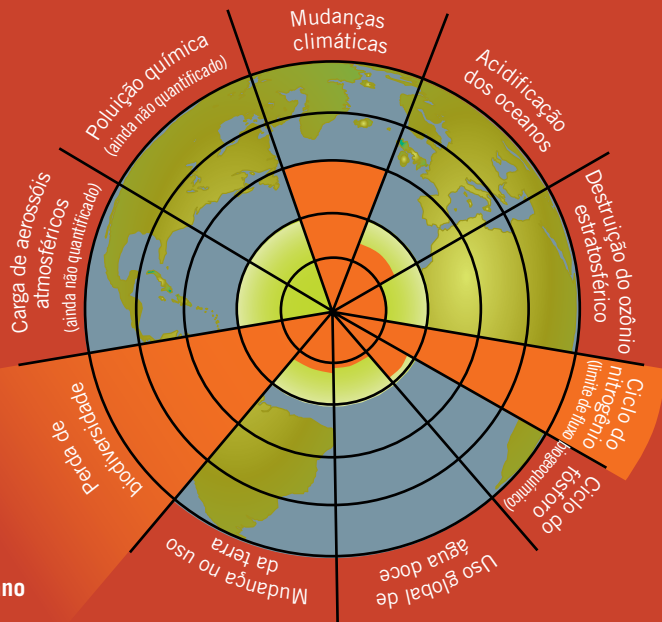 Mudanças
climáticas
Acidificação
dos oceanos
Destruição do ozônio
estratosférico
Ciclo do
nitrogênio
(limite de fluxo
biogeoquímico)
Ciclo do
fósforo
Uso global de
água doce
Mudança no uso
da terra
Perda de
biodiversidade
Carga de aerossóis
atmosféricos
(ainda não quantificado)
Poluição química
(ainda não quantificado)
no